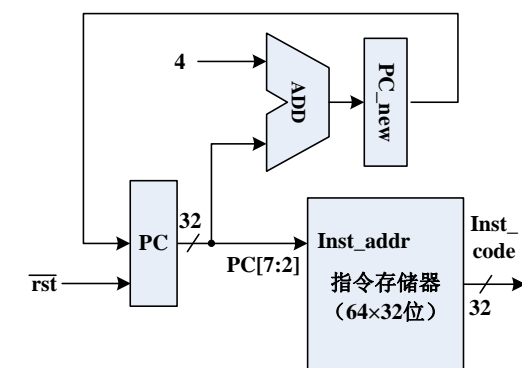 4
ADD
PC_new
PC
32
rst
PC[7:2]
Inst_addr
指令存储器
（64×32位）
Inst_
code
32